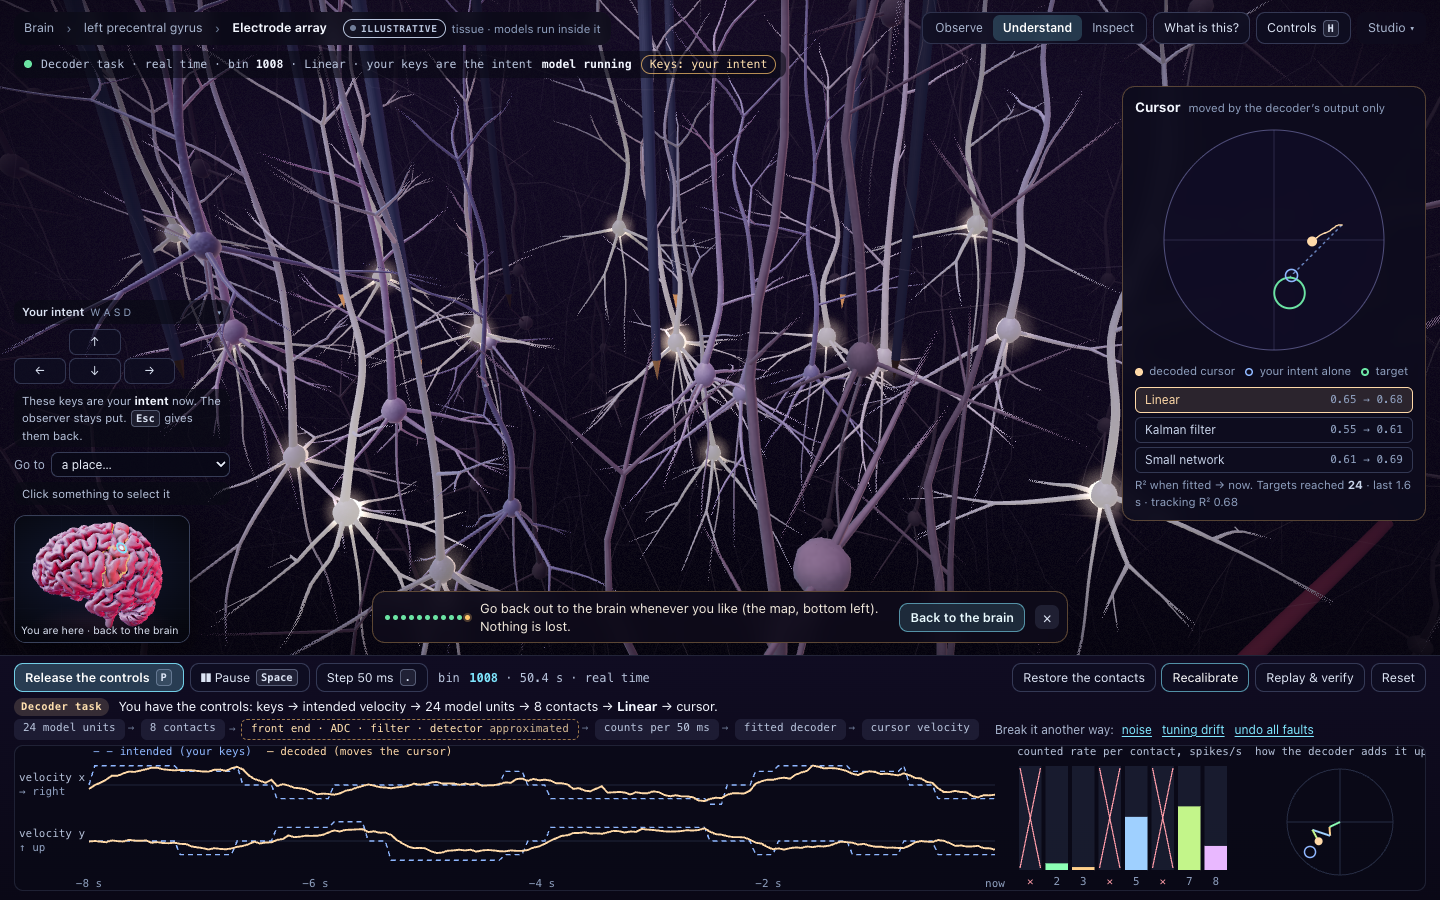 Brain › left precentral gyrus › Electrode array ILLUSTRATIVE tissue · models run inside it
Observe Understand Inspect What is this? Controls H Studio
Decoder task · real time · bin 1008 · Linear · your keys are the intent model running Keys: your intent
Cursor moved by the decoder's output only
Your intent W A S D
↑
← ↓ →
These keys are your intent now. The
observer stays put. Esc gives
them back.
Go to a place...
Click something to select it
You are here · back to the brain
decoded cursor your intent alone target
Linear 0.65 → 0.68
Kalman filter 0.55 → 0.61
Small network 0.61 → 0.69
R² when fitted → now. Targets reached 24 · last 1.6
s · tracking R² 0.68
Go back out to the brain whenever you like (the map, bottom left).
Nothing is lost.
Back to the brain ×
Release the controls P Pause Space Step 50 ms . bin 1008 · 50.4 s · real time
Restore the contacts Recalibrate Replay & verify Reset
Decoder task You have the controls: keys → intended velocity → 24 model units → 8 contacts → Linear → cursor.
24 model units → 8 contacts → front end · ADC · filter · detector approximated → counts per 50 ms → fitted decoder → cursor velocity Break it another way: noise tuning drift undo all faults
– – intended (your keys) — decoded (moves the cursor)
counted rate per contact, spikes/s how the decoder adds it up
velocity x
→ right
velocity y
↑ up
−8 s −6 s −4 s −2 s now
× 2 3 × 5 × 7 8